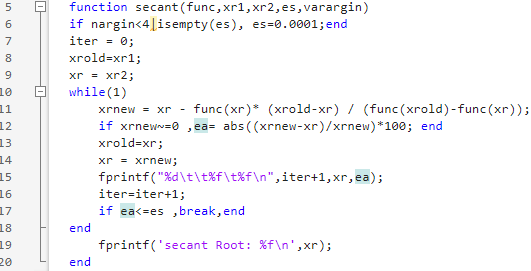 5 function secant(func,xr1,xr2,es,varargin)
6 if nargin<4|isempty(es), es=0.0001;end
7 iter = 0;
8 xrold=xr1;
9 xr = xr2;
10 while(1)
11 xrnew = xr - func(xr)* (xrold-xr) / (func(xrold)-func(xr));
12 if xrnew~=0 ,ea= abs((xrnew-xr)/xrnew)*100; end
13 xrold=xr;
14 xr = xrnew;
15 fprintf("%d\t\t%f\t%f\n",iter+1,xr,ea);
16 iter=iter+1;
17 if ea<=es ,break,end
18 end
19 fprintf('secant Root: %f\n',xr);
20 end